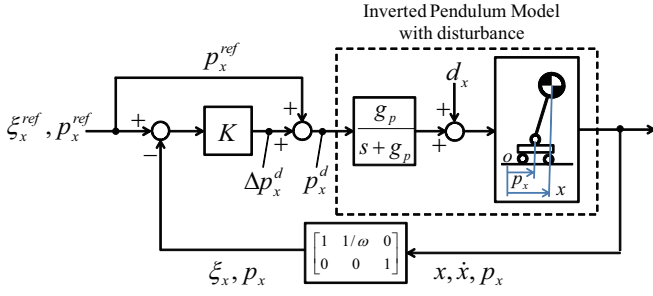 Inverted Pendulum Model
with disturbance
p_x^{ref}
d_x
ξ_x^{ref}, p_x^{ref}
+
−
K
+
+
g_p
s + g_p
+
+
Δp_x^d
p_x^d
o
p_x
x
[1 1/ω 0
0 0 1]
ξ_x, p_x
x, ẋ, p_x